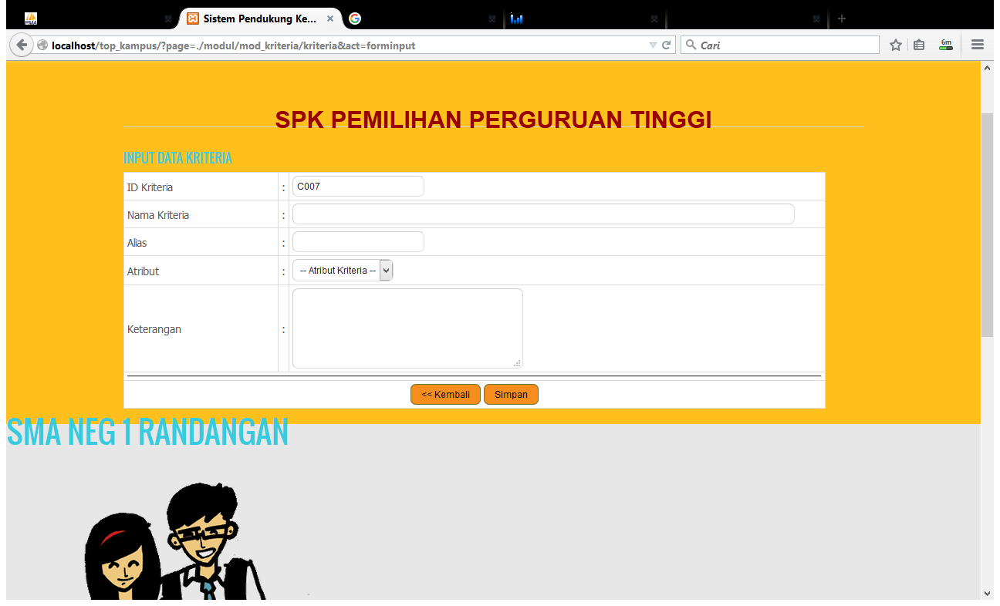 PMA
Sistem Pendukung Ke...
localhost/top_kampus/?page=./modul/mod_kriteria/kriteria&act=forminput
Cari
6m
SPK PEMILIHAN PERGURUAN TINGGI
INPUT DATA KRITERIA
ID Kriteria : C007
Nama Kriteria :
Alias :
Atribut : -- Atribut Kriteria --
Keterangan :
<< Kembali Simpan
SMA NEG 1 RANDANGAN